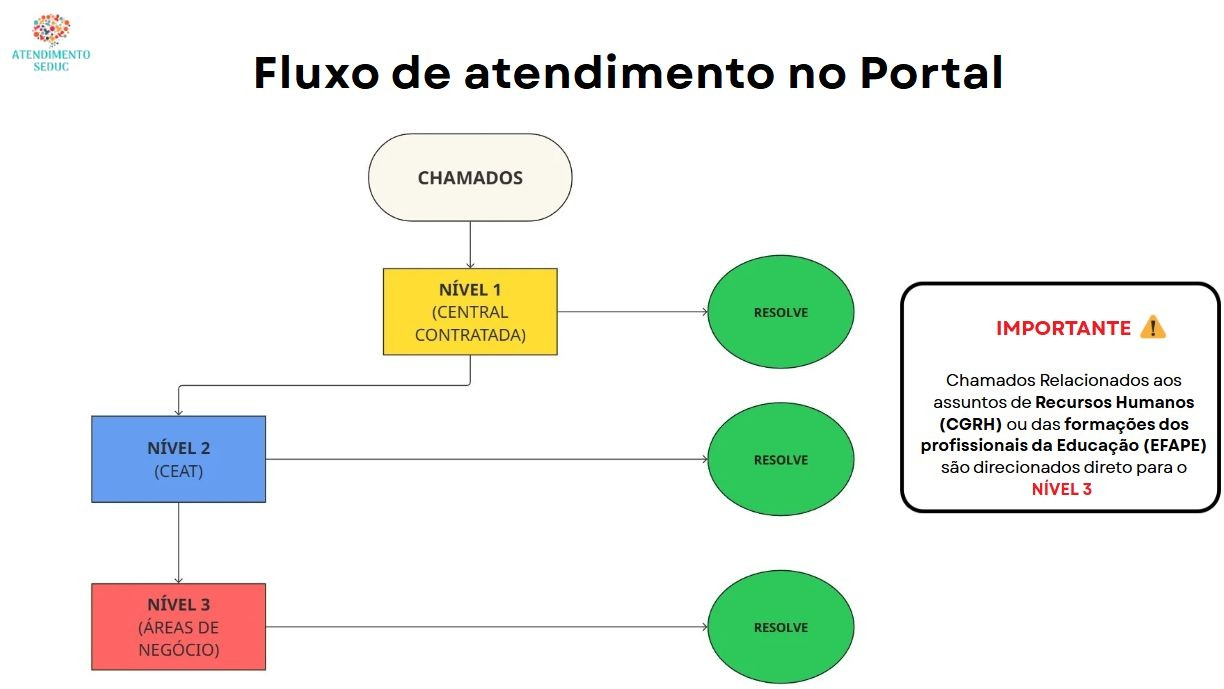 ATENDIMENTO
SEDUC
Fluxo de atendimento no Portal
CHAMADOS
NÍVEL 1
(CENTRAL
CONTRATADA)
RESOLVE
NÍVEL 2
(CEAT)
RESOLVE
NÍVEL 3
(ÁREAS DE
NEGÓCIO)
RESOLVE
IMPORTANTE ⚠️
Chamados Relacionados aos
assuntos de Recursos Humanos
(CGRH) ou das formações dos
profissionais da Educação (EFAPE)
são direcionados direto para o
NÍVEL 3